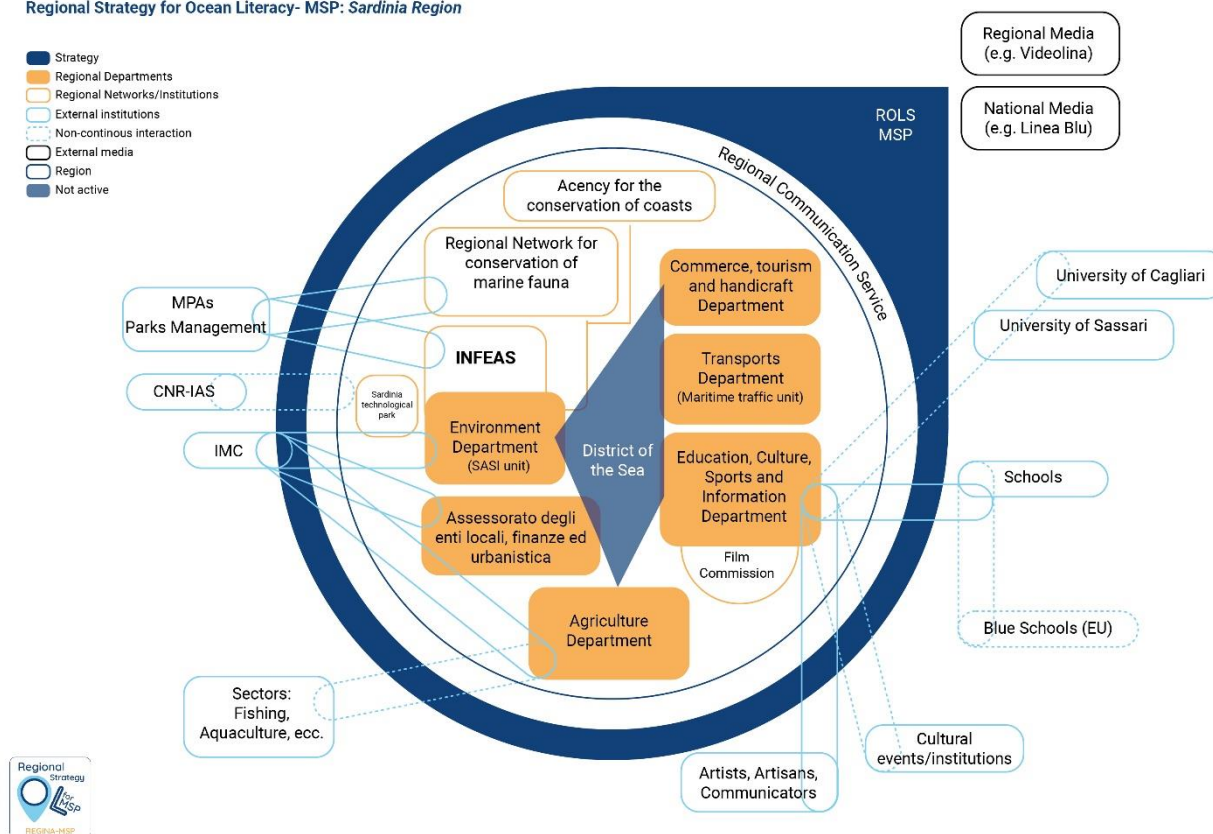 Regional Strategy for Ocean Literacy- MSP: Sardinia Region
Strategy
Regional Departments
Regional Networks/Institutions
External institutions
Non-continous interaction
External media
Region
Not active
Regional Media
(e.g. Videolina)
National Media
(e.g. Linea Blu)
ROLS
MSP
Regional Communication Service
Acency for the
conservation of coasts
Regional Network for
conservation of
marine fauna
Commerce, tourism
and handicraft
Department
University of Cagliari
University of Sassari
MPAs
Parks Management
INFEAS
Transports
Department
(Maritime traffic unit)
CNR-IAS
Sardinia
technological
park
Environment
Department
(SASI unit)
IMC
District of
the Sea
Education, Culture,
Sports and
Information
Department
Schools
Assessorato degli
enti locali, finanze ed
urbanistica
Film
Commission
Agriculture
Department
Blue Schools (EU)
Sectors:
Fishing,
Aquaculture, ecc.
Cultural
events/institutions
Artists, Artisans,
Communicators
Regional
Strategy
for
MSP
REGINA-MSP